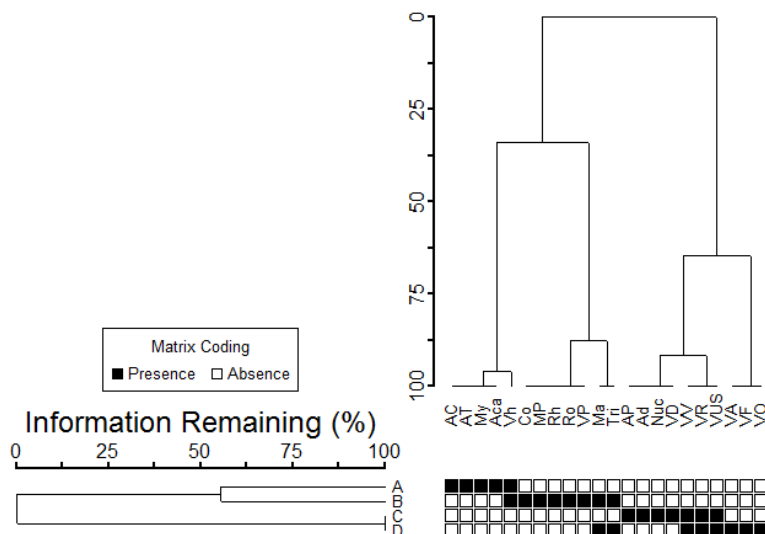 0
25
50
75
100
Matrix Coding
Presence Absence
Information Remaining (%)
0 25 50 75 100
AC AT My Aca Vh Co MP Rh Ro VP Ma Tri AP Ad Nuc VD VV VR VUS VA VF VO
A
B
C
D